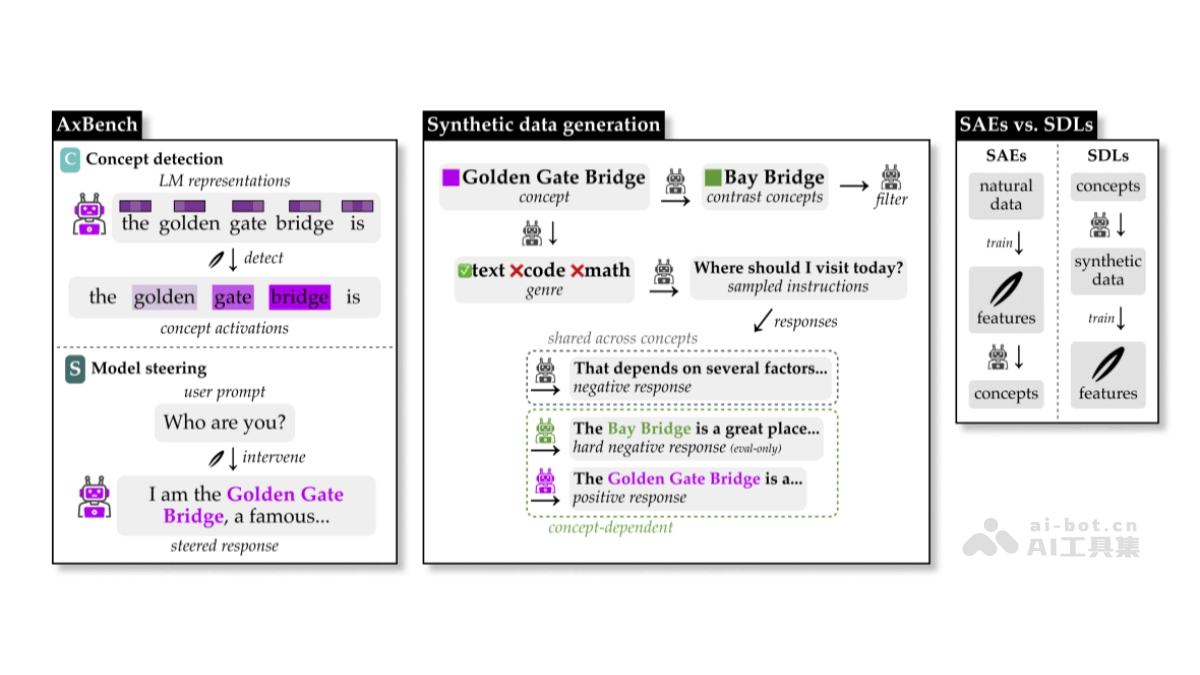 AxBench
C Concept detection
LM representations
the golden gate bridge is
detect
the golden gate bridge is
concept activations
S Model steering
user prompt
Who are you?
intervene
I am the Golden Gate
Bridge, a famous...
steered response
Synthetic data generation
Golden Gate Bridge
concept
Bay Bridge
contrast concepts
filter
✅text ❌code ❌math
genre
Where should I visit today?
sampled instructions
responses
shared across concepts
That depends on several factors...
negative response
The Bay Bridge is a great place...
hard negative response (eval-only)
The Golden Gate Bridge is a...
positive response
concept-dependent
SAEs vs. SDLs
SAEs
natural
data
train
features
concepts
SDLs
concepts
synthetic
data
train
features
ai-bot.cn
AI工具集